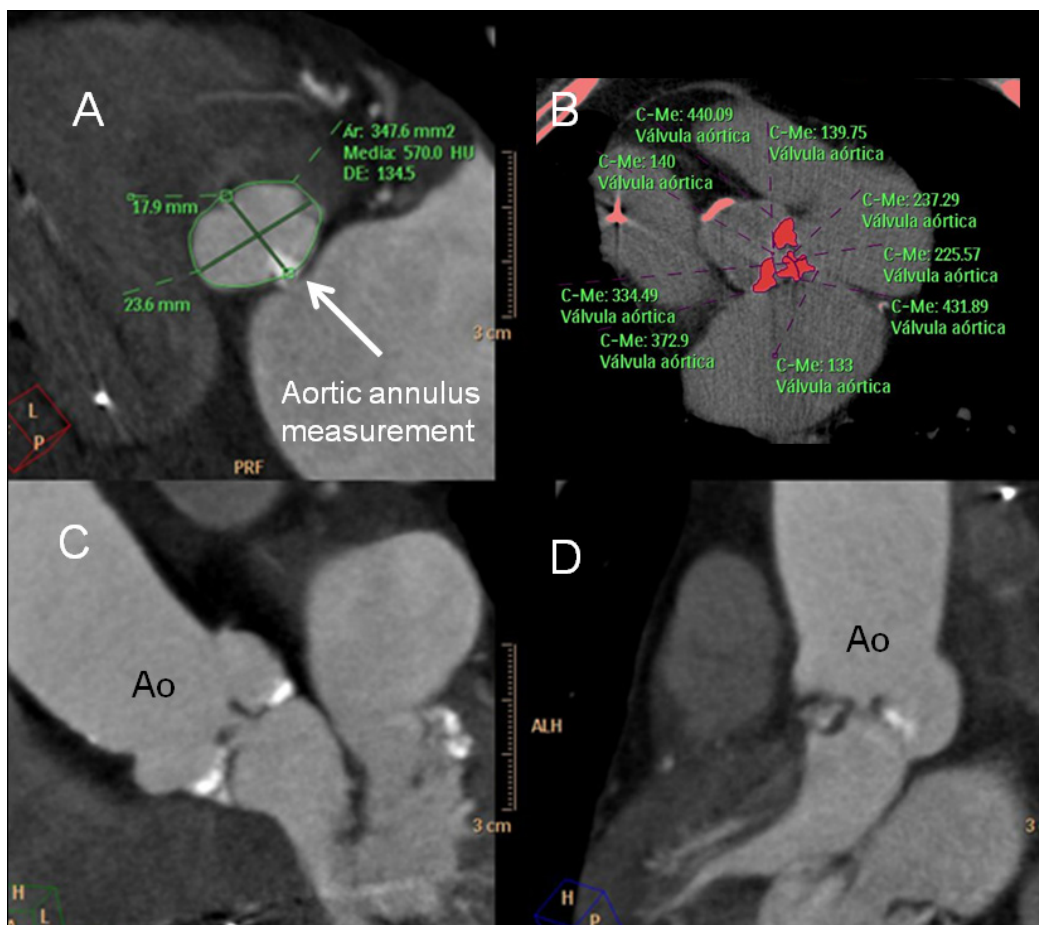 A
Ar: 347.6 mm2
Media: 570.0 HU
DE: 134.5
17.9 mm
23.6 mm
3 cm
Aortic annulus
measurement
L
P
PRF
B
C-Me: 440.09
Válvula aórtica
C-Me: 139.75
Válvula aórtica
C-Me: 140
Válvula aórtica
C-Me: 237.29
Válvula aórtica
C-Me: 225.57
Válvula aórtica
C-Me: 334.49
Válvula aórtica
C-Me: 431.89
Válvula aórtica
C-Me: 372.9
Válvula aórtica
C-Me: 133
Válvula aórtica
C
Ao
3 cm
H
L
D
Ao
ALH
3
H
P